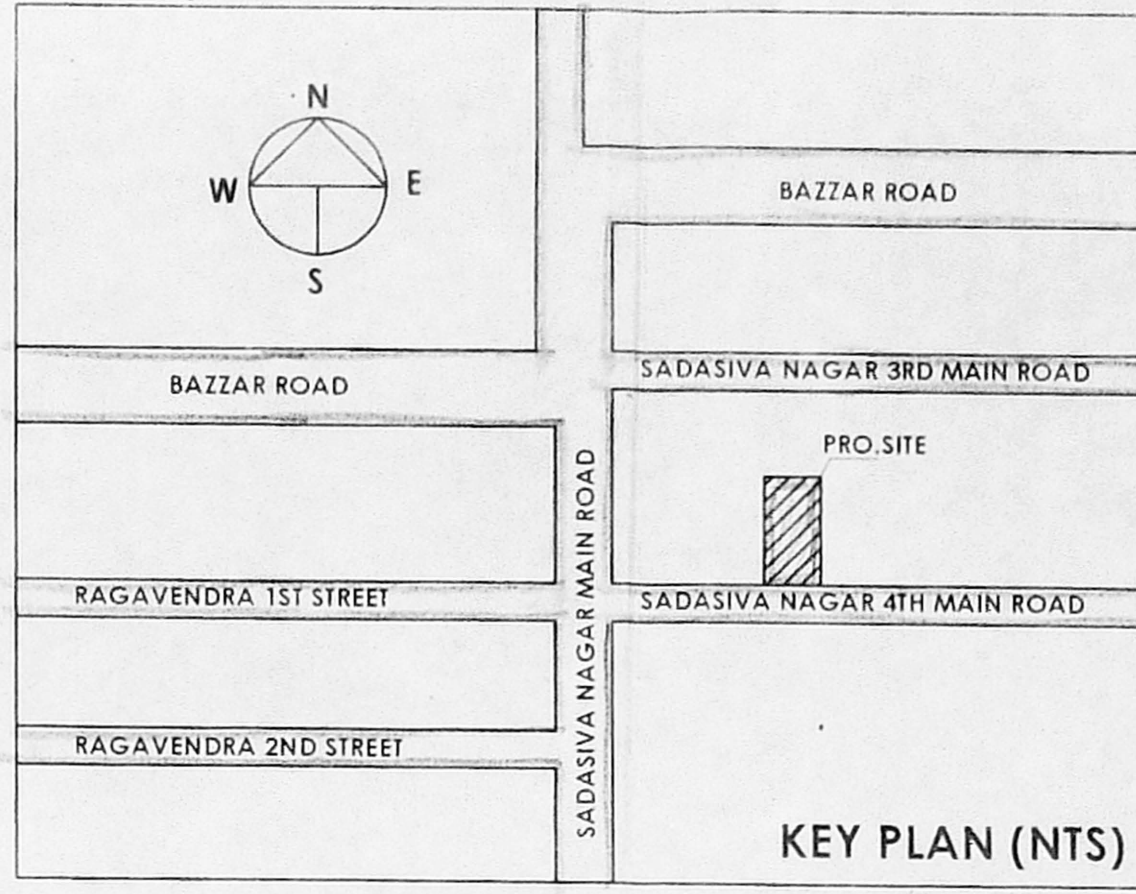 N
W
E
S
BAZZAR ROAD
SADASIVA NAGAR 3RD MAIN ROAD
BAZZAR ROAD
PRO.SITE
SADASIVA NAGAR MAIN ROAD
RAGAVENDRA 1ST STREET
SADASIVA NAGAR 4TH MAIN ROAD
RAGAVENDRA 2ND STREET
KEY PLAN (NTS)